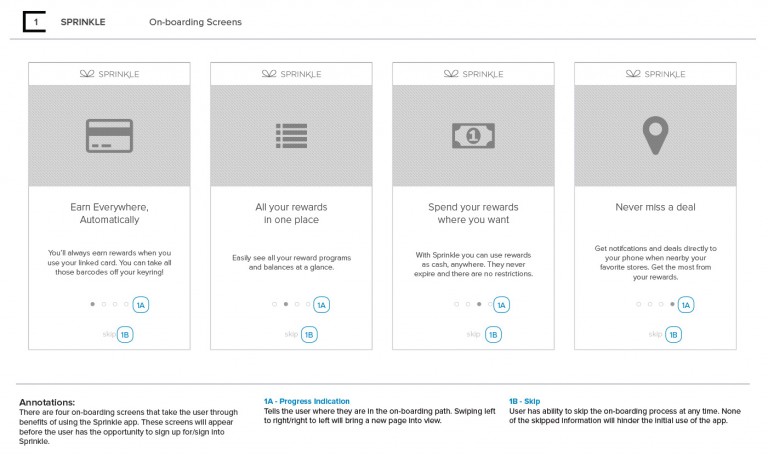 1 SPRINKLE On-boarding Screens
SPRINKLE
Earn Everywhere,
Automatically
You'll always earn rewards when you
use your linked card. You can take all
those barcodes off your keyring!
1A
skip 1B
SPRINKLE
All your rewards
in one place
Easily see all your reward programs
and balances at a glance.
1A
skip 1B
SPRINKLE
1
Spend your rewards
where you want
With Sprinkle you can use rewards
as cash, anywhere. They never
expire and there are no restrictions.
1A
skip 1B
SPRINKLE
Never miss a deal
Get notifcations and deals directly to
your phone when nearby your
favorite stores. Get the most from
your rewards.
1A
skip 1B
Annotations:
There are four on-boarding screens that take the user through
benefits of using the Sprinkle app. These screens will appear
before the user has the opportunity to sign up for/sign into
Sprinkle.
1A - Progress Indication
Tells the user where they are in the on-boarding path. Swiping left
to right/right to left will bring a new page into view.
1B - Skip
User has ability to skip the on-boarding process at any time. None
of the skipped information will hinder the initial use of the app.